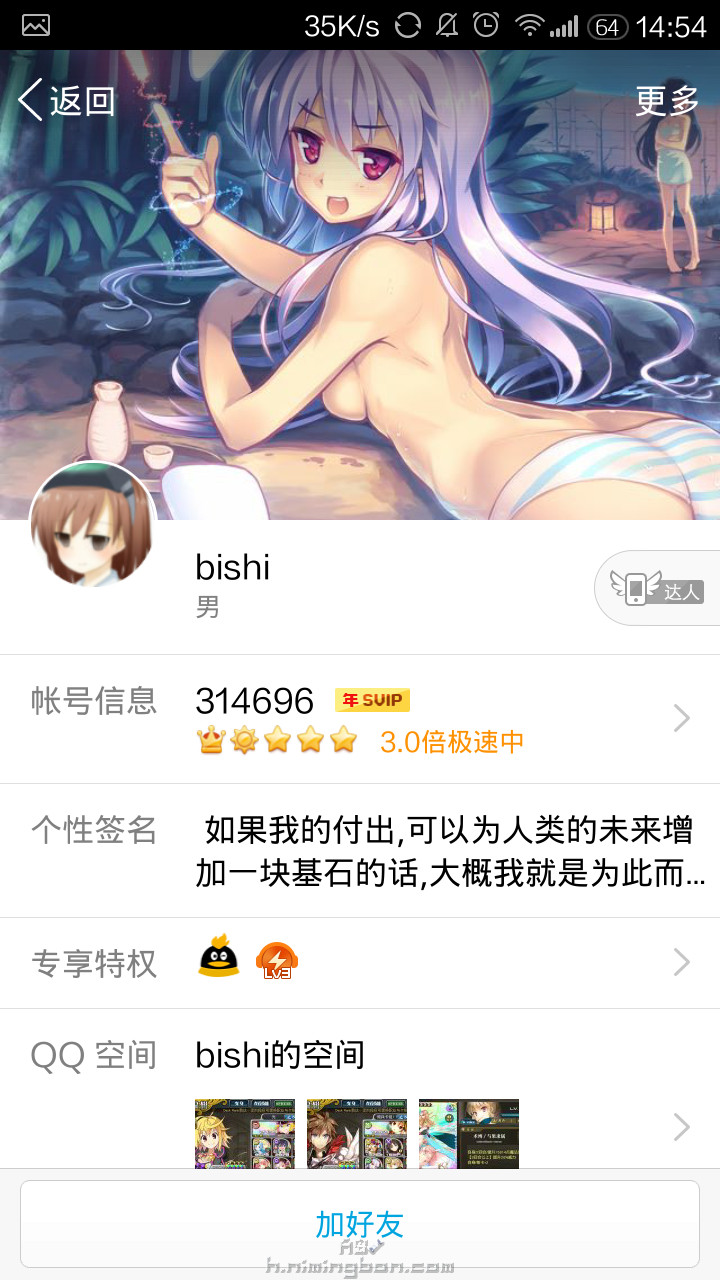 35K/s 64 14:54
返回 更多
bishi
男
达人
帐号信息 314696 年SVIP
3.0倍极速中
个性签名 如果我的付出,可以为人类的未来增
加一块基石的话,大概我就是为此而...
专享特权 LV3
QQ 空间 bishi的空间
加好友
h.nimingban.com